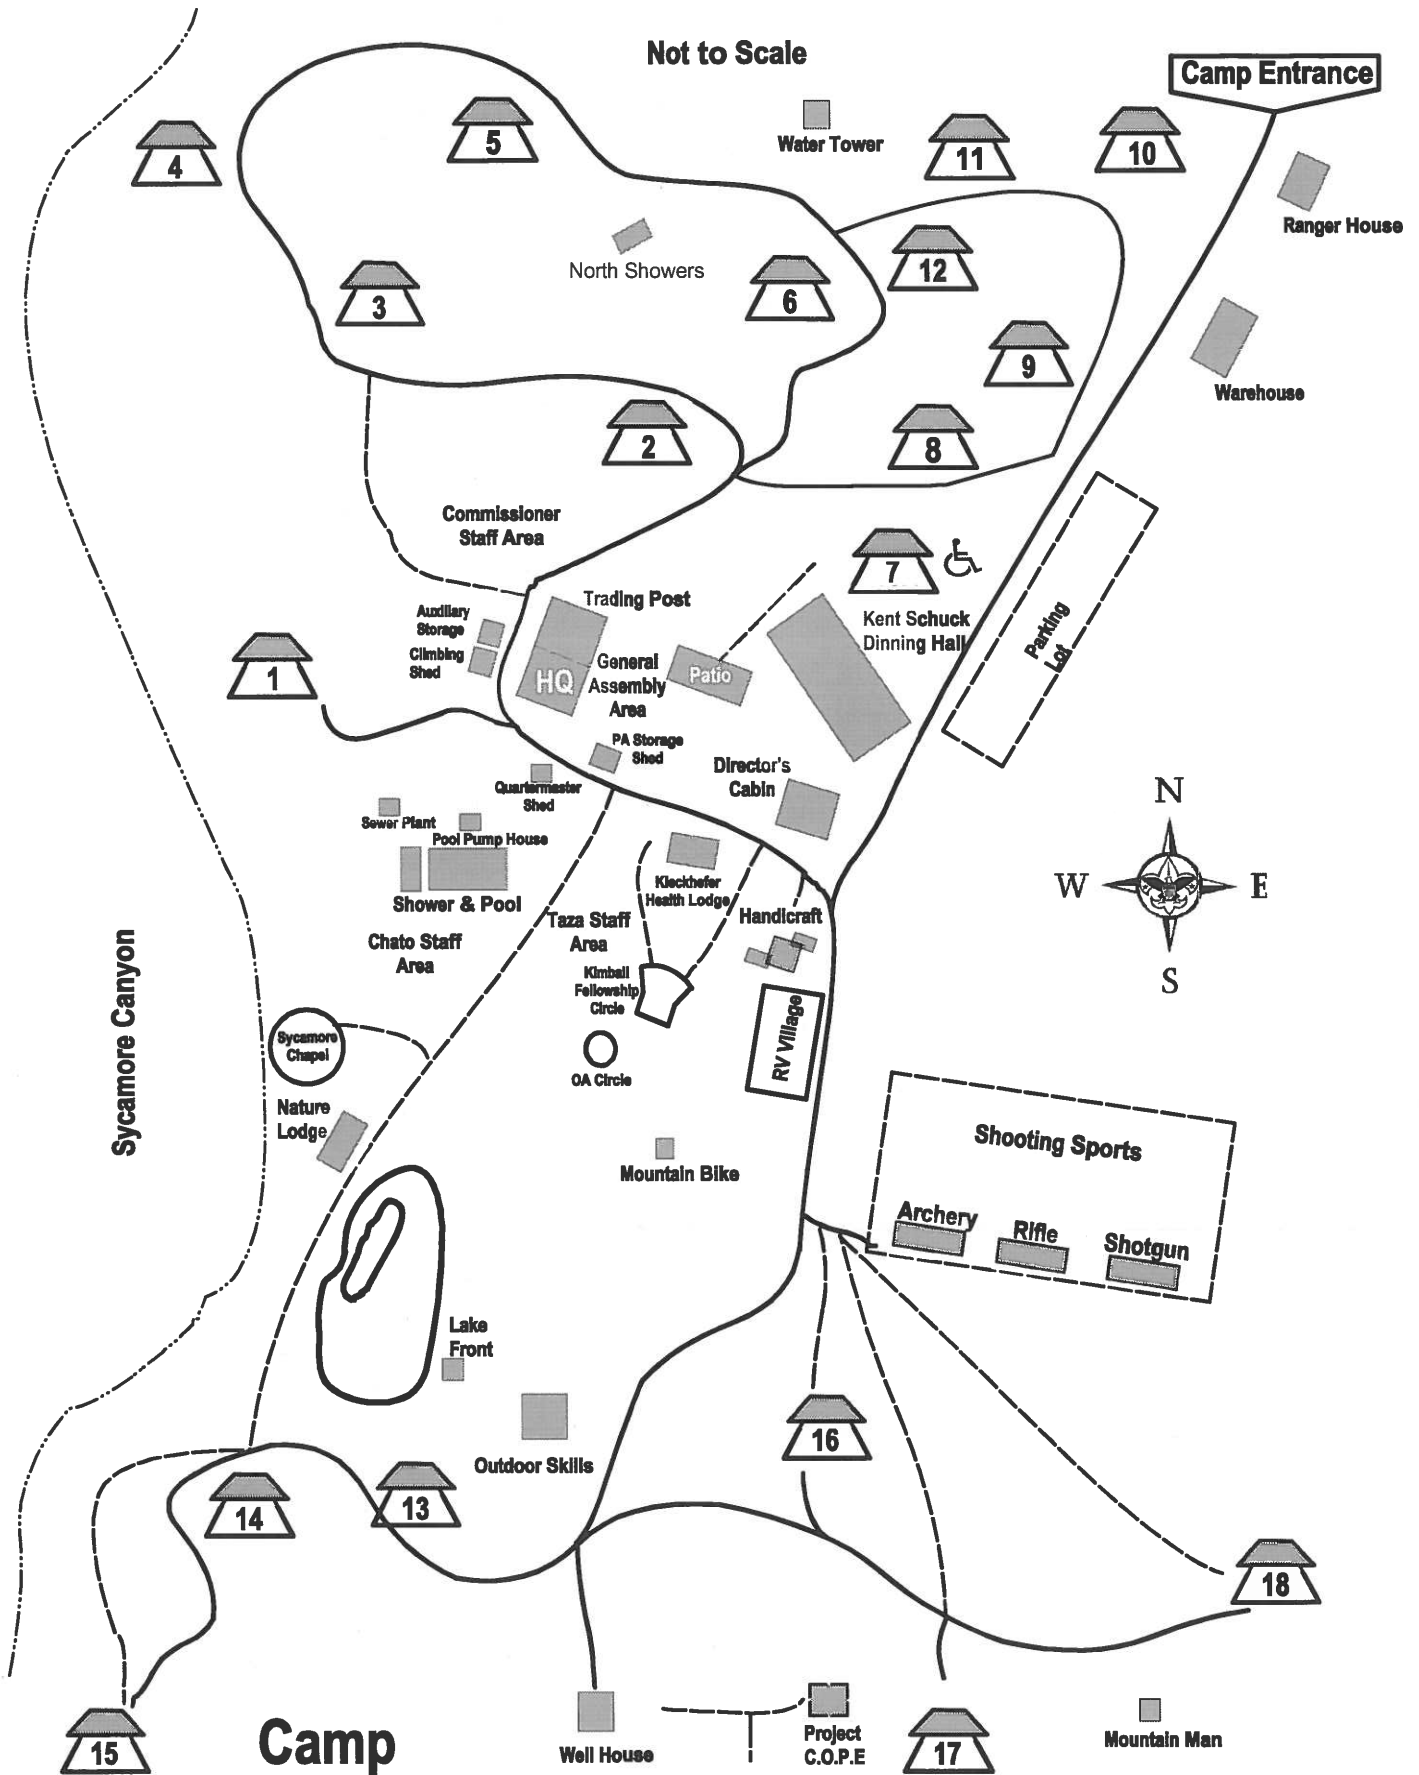 Not to Scale
Camp Entrance
4
5
Water Tower
11
10
Ranger House
North Showers
3
6
12
9
Warehouse
2
8
Commissioner
Staff Area
7
Kent Schuck
Dinning Hall
Parking
Lot
Trading Post
Auxiliary
Storage
Climbing
Shed
HQ
General
Assembly
Area
Patio
1
PA Storage
Shed
Director's
Cabin
Quartermaster
Shed
Sewer Plant
Pool Pump House
Shower & Pool
Chato Staff
Area
Kleckhefer
Health Lodge
Handicraft
Taza Staff
Area
Kimball
Fellowship
Circle
N
W
E
S
Sycamore Canyon
Sycamore
Chapel
OA Circle
RV Village
Nature
Lodge
Mountain Bike
Shooting Sports
Archery
Rifle
Shotgun
Lake
Front
Outdoor Skills
16
14
13
18
15
Camp
Well House
Project
C.O.P.E
17
Mountain Man